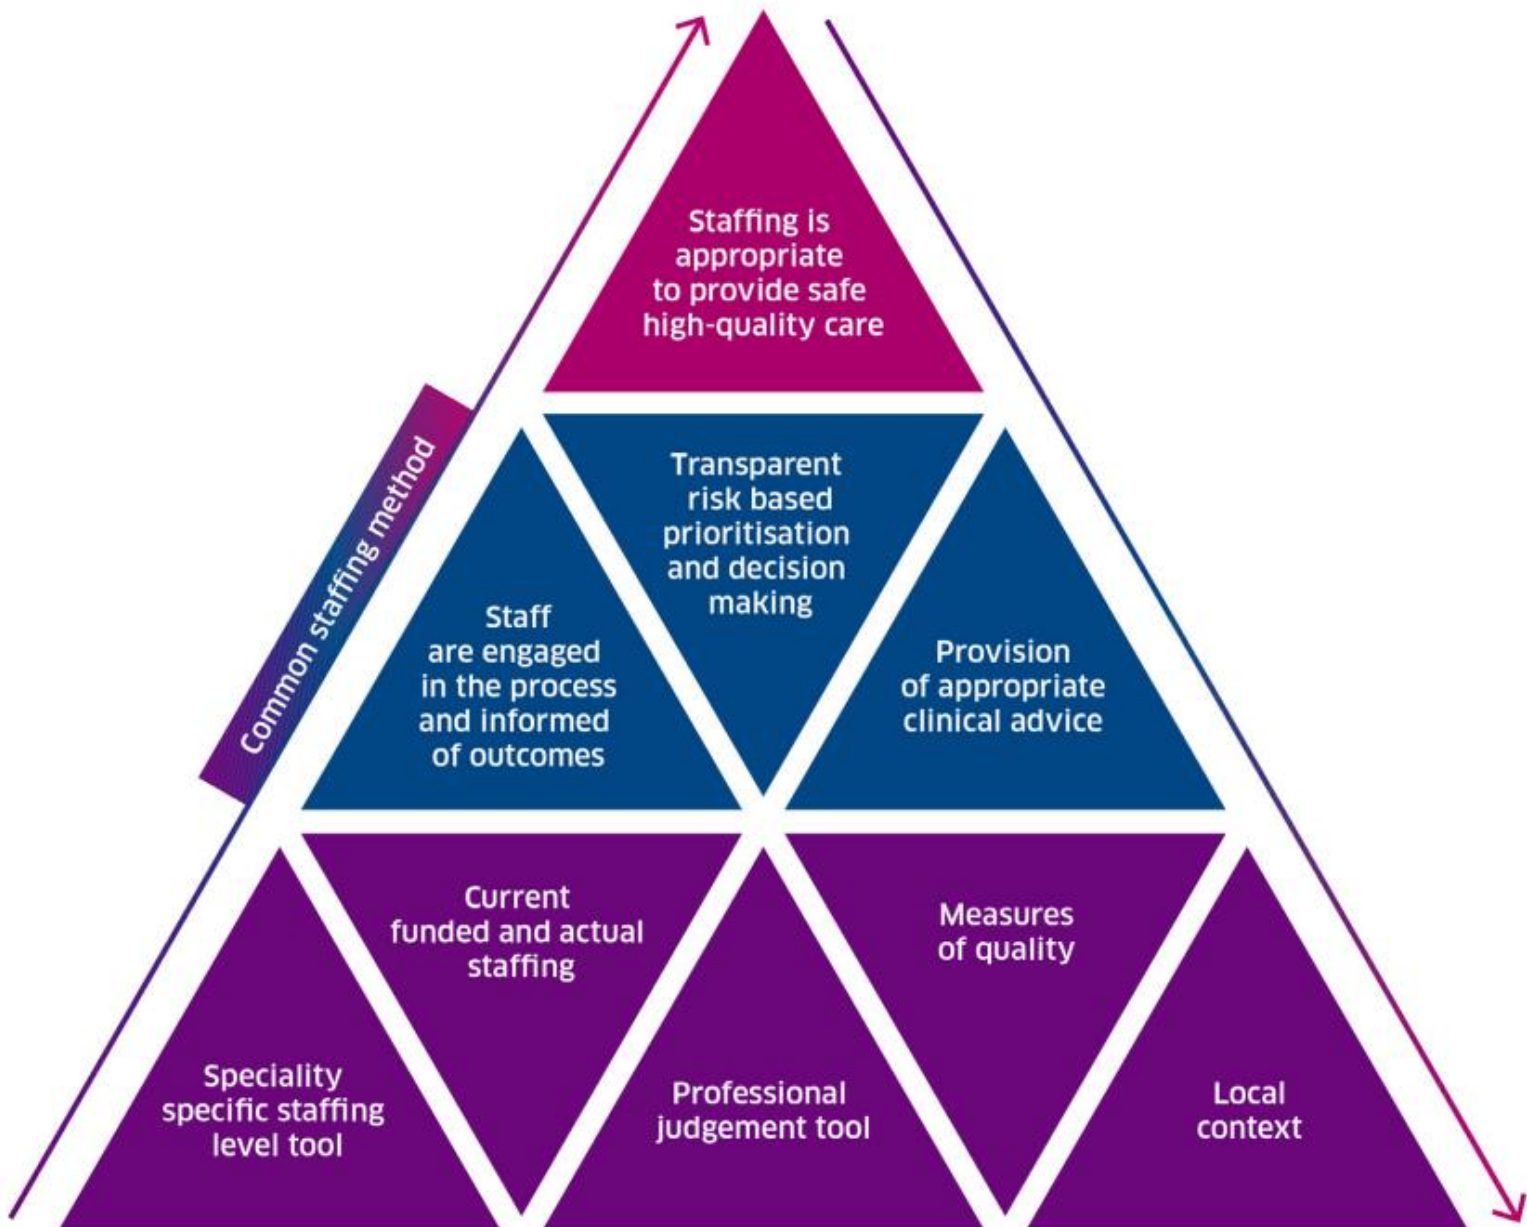 Staffing is
appropriate
to provide safe
high-quality care
Common staffing method
Transparent
risk based
prioritisation
and decision
making
Staff
are engaged
in the process
and informed
of outcomes
Provision
of appropriate
clinical advice
Current
funded and actual
staffing
Measures
of quality
Speciality
specific staffing
level tool
Professional
judgement tool
Local
context